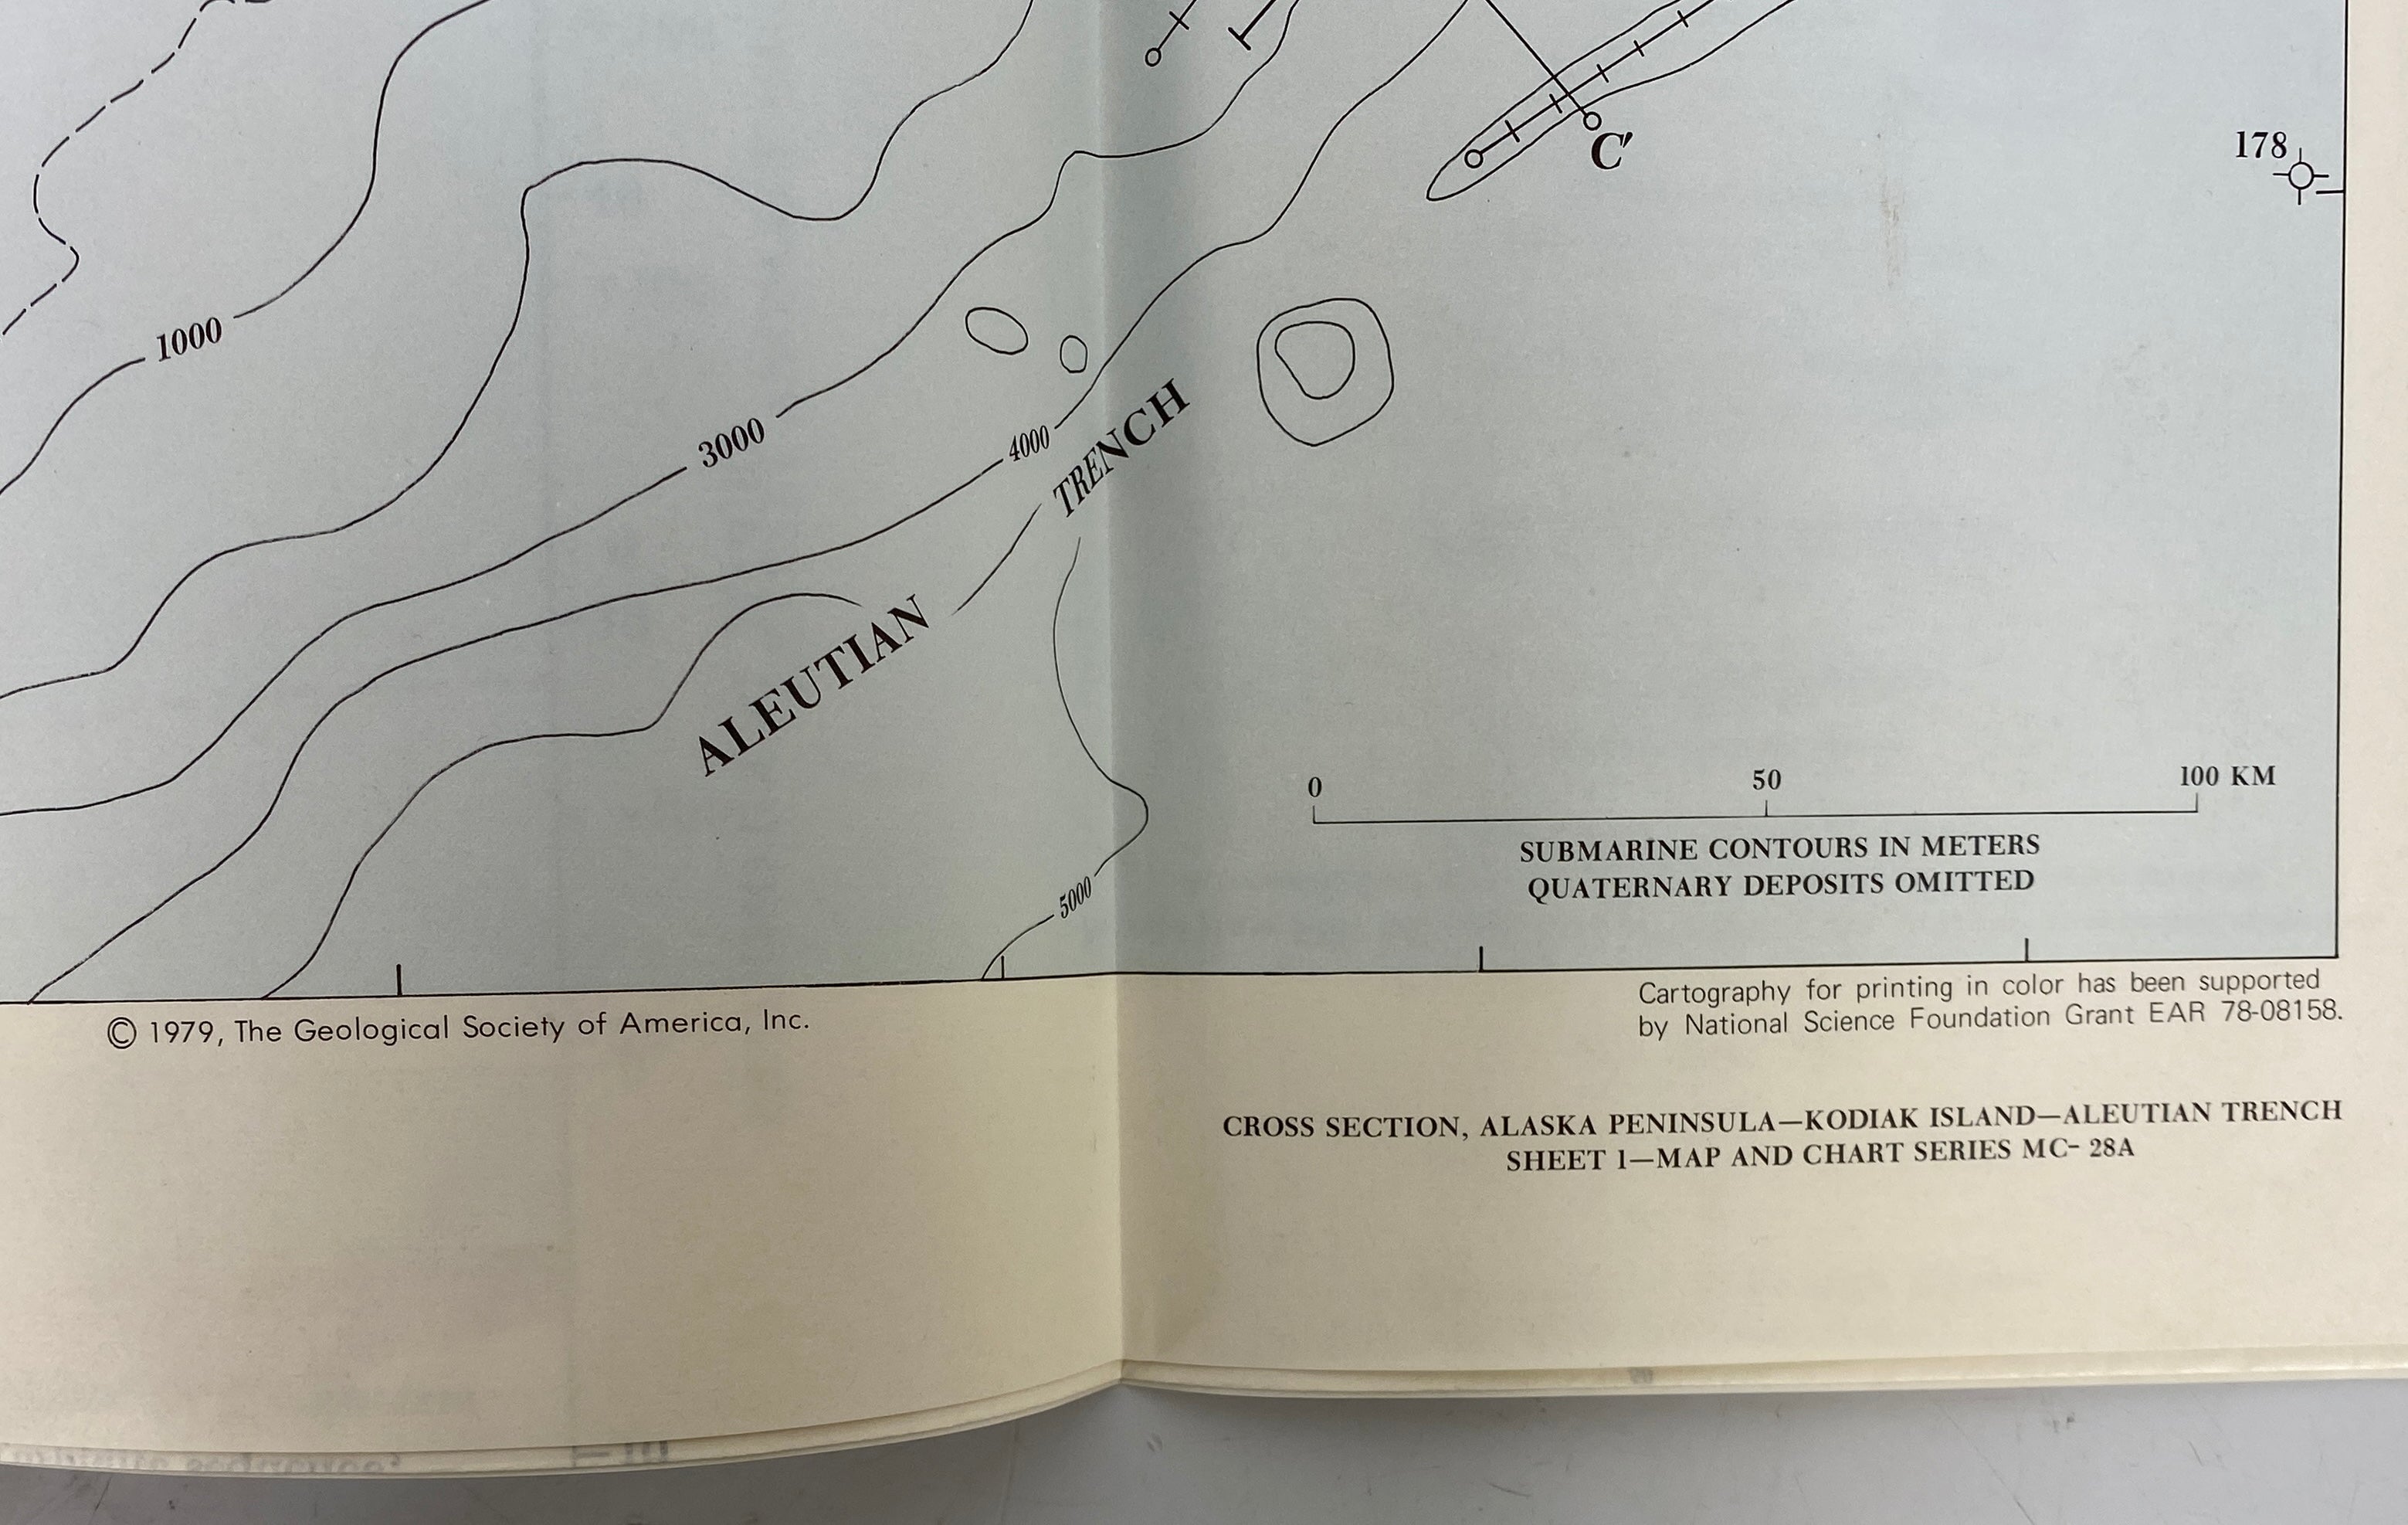 C'
178
1000
3000
4000
TRENCH
ALEUTIAN
0 50 100 KM
SUBMARINE CONTOURS IN METERS
QUATERNARY DEPOSITS OMITTED
5000
© 1979, The Geological Society of America, Inc.
Cartography for printing in color has been supported
by National Science Foundation Grant EAR 78-08158.
CROSS SECTION, ALASKA PENINSULA—KODIAK ISLAND—ALEUTIAN TRENCH
SHEET 1—MAP AND CHART SERIES MC- 28A